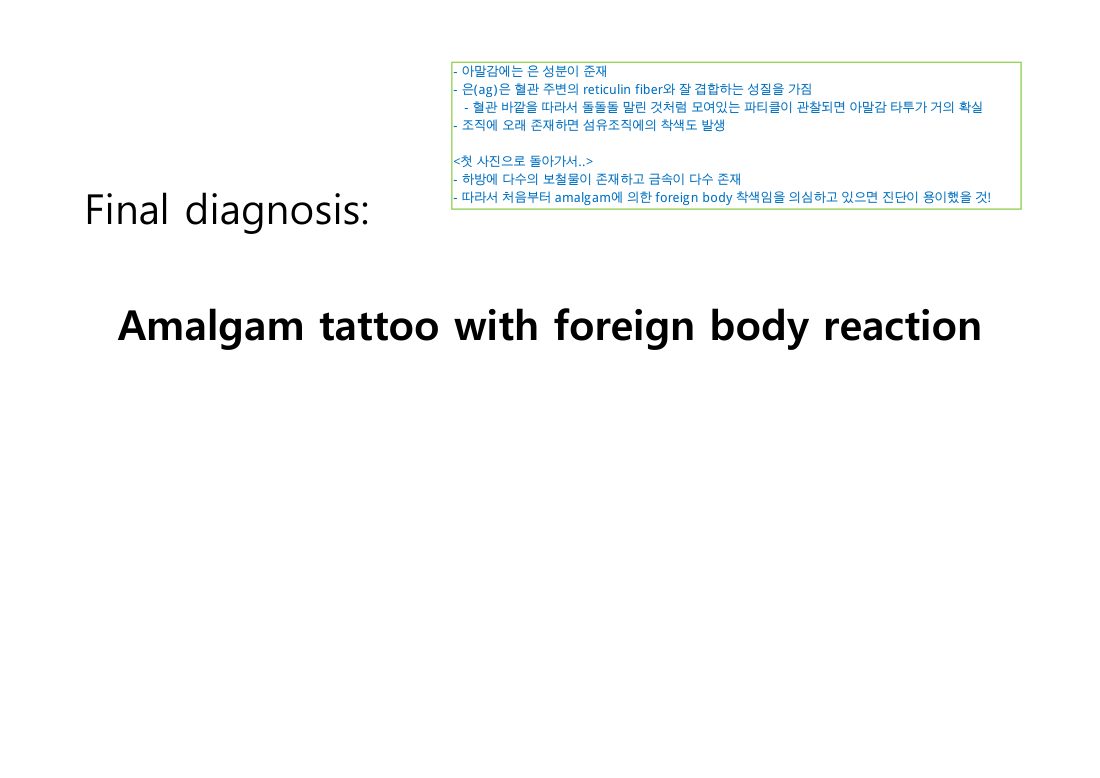 - 아말감에는 은 성분이 준재
- 은(ag)은 혈관 주변의 reticulin fiber와 잘 겹합하는 성질을 가짐
- 혈관 바깥을 따라서 돌돌돌 말린 것처럼 모여있는 파티클이 관찰되면 아말감 타투가 거의 확실
- 조직에 오래 존재하면 섬유조직에의 착색도 발생
<첫 사진으로 돌아가서..>
- 하방에 다수의 보철물이 존재하고 금속이 다수 존재
- 따라서 처음부터 amalgam에 의한 foreign body 착색임을 의심하고 있으면 진단이 용이했을 것!
Final diagnosis:
Amalgam tattoo with foreign body reaction